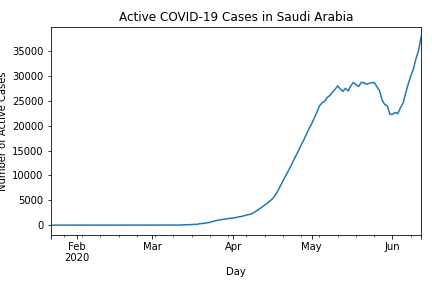 Active COVID-19 Cases in Saudi Arabia
Number of Active Cases
35000
30000
25000
20000
15000
10000
5000
0
Feb Mar Apr May Jun
2020
Day